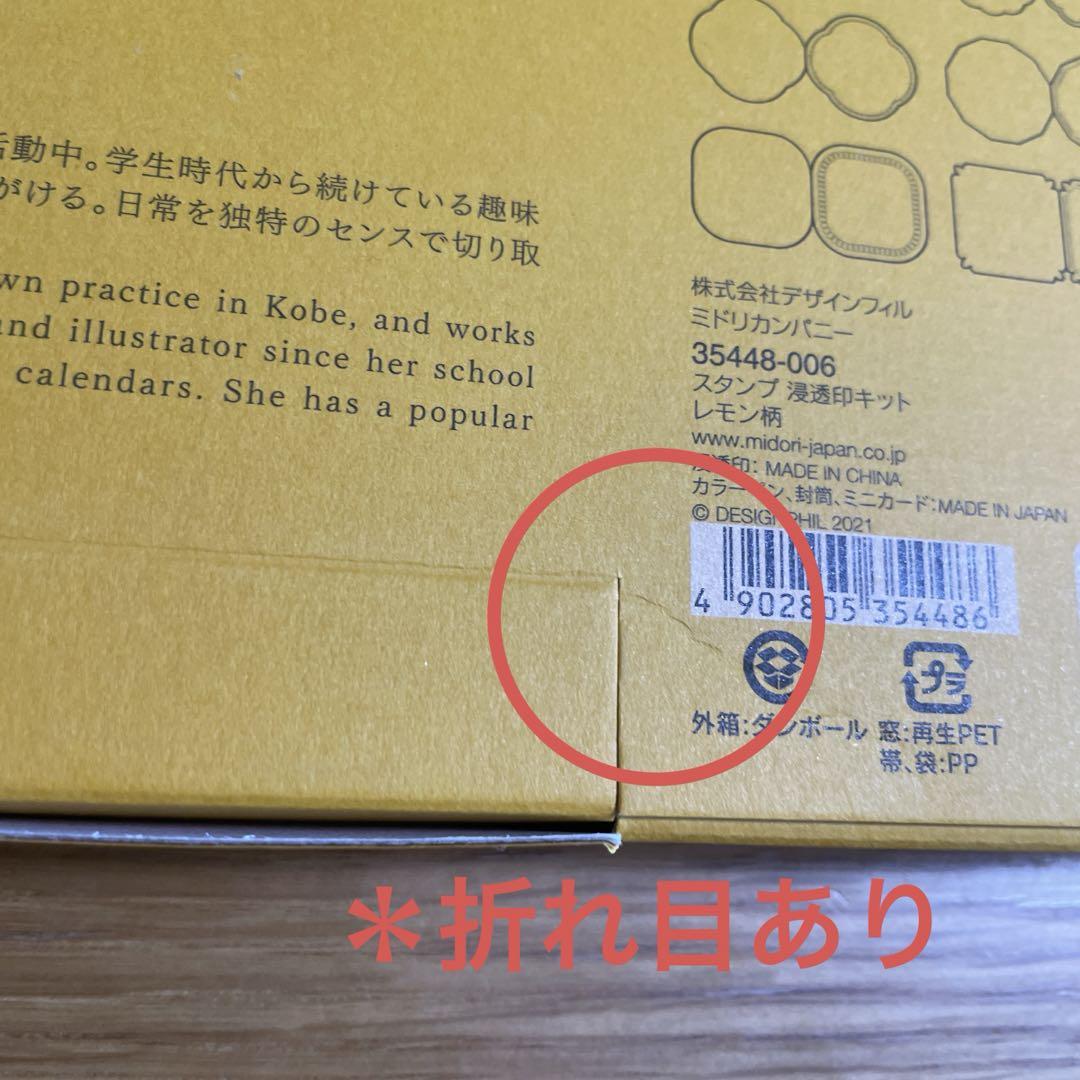 活動中。学生時代から続けている趣味
がける。日常を独特のセンスで切り取
wn practice in Kobe, and works
and illustrator since her school
calendars. She has a popular
株式会社デザインフィル
ミドリカンパニー
35448-006
スタンプ 浸透印キット
レモン柄
www.midori-japan.co.jp
浸透印：MADE IN CHINA
カラーペン、封筒、ミニカード：MADE IN JAPAN
© DESIGNPHIL 2021
4 902805 354486
プラ
外箱：ダンボール 窓：再生PET
帯、袋：PP
＊折れ目あり